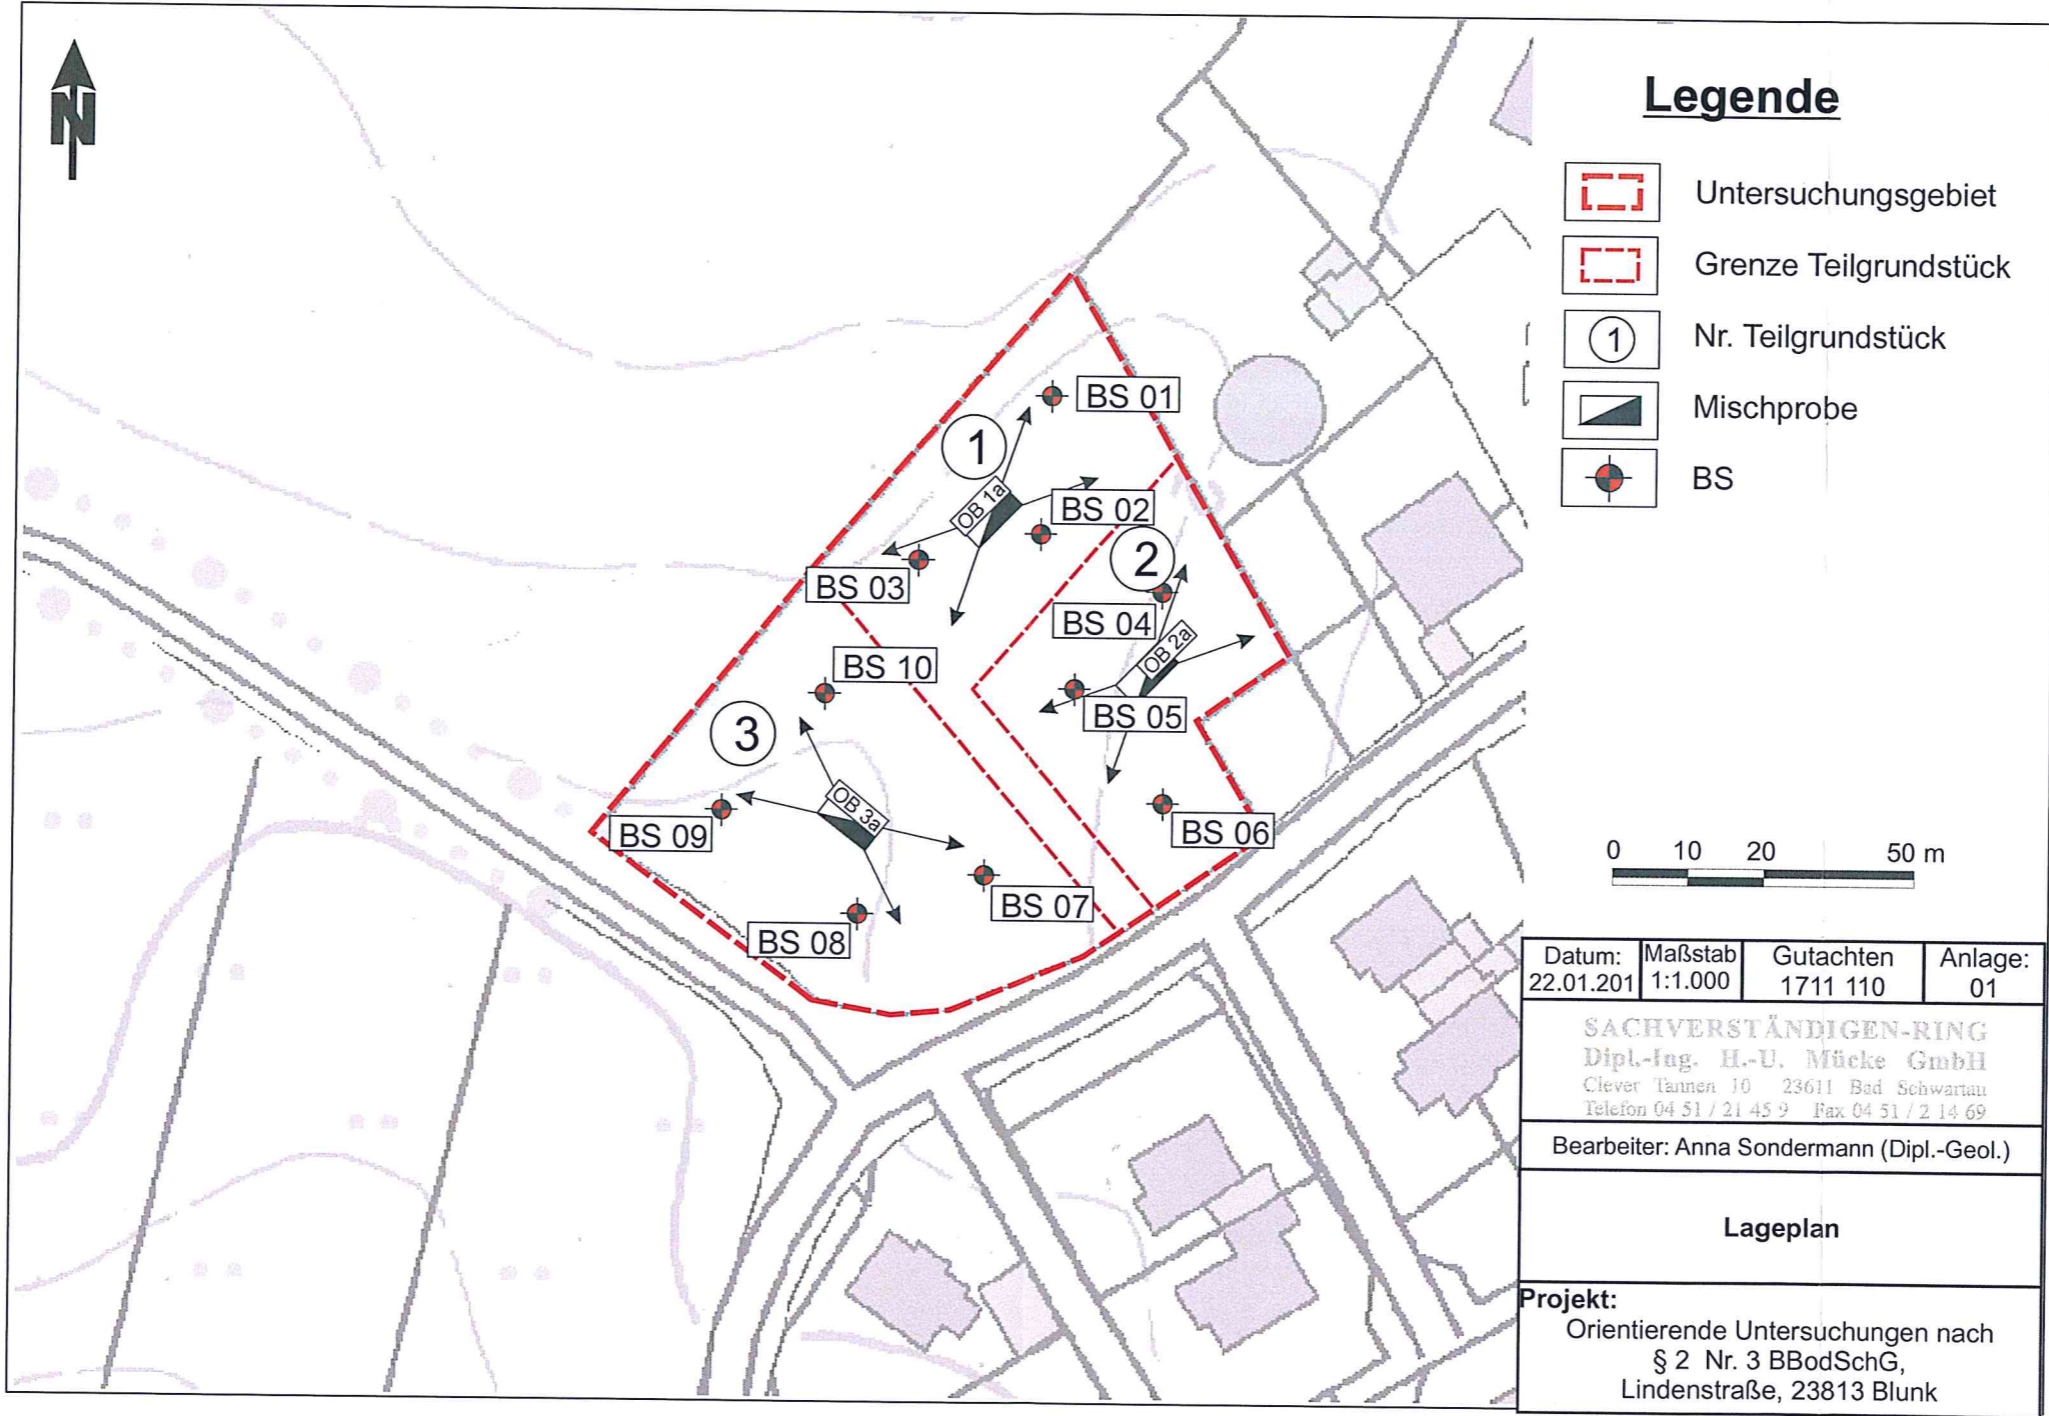 N
Legende
Untersuchungsgebiet
Grenze Teilgrundstück
1
Nr. Teilgrundstück
Mischprobe
BS
BS 01
1
OB 1a
BS 02
2
BS 03
BS 04
OB 2a
BS 10
BS 05
3
OB 3a
BS 09
BS 06
BS 07
BS 08
0 10 20 50 m
Datum:
22.01.201
Maßstab
1:1.000
Gutachten
1711 110
Anlage:
01
SACHVERSTÄNDIGEN-RING
Dipl.-Ing. H.-U. Mücke GmbH
Clever Tannen 10 23611 Bad Schwartau
Telefon 04 51 / 21 45 9 Fax 04 51 / 2 14 69
Bearbeiter: Anna Sondermann (Dipl.-Geol.)
Lageplan
Projekt:
Orientierende Untersuchungen nach
§ 2 Nr. 3 BBodSchG,
Lindenstraße, 23813 Blunk